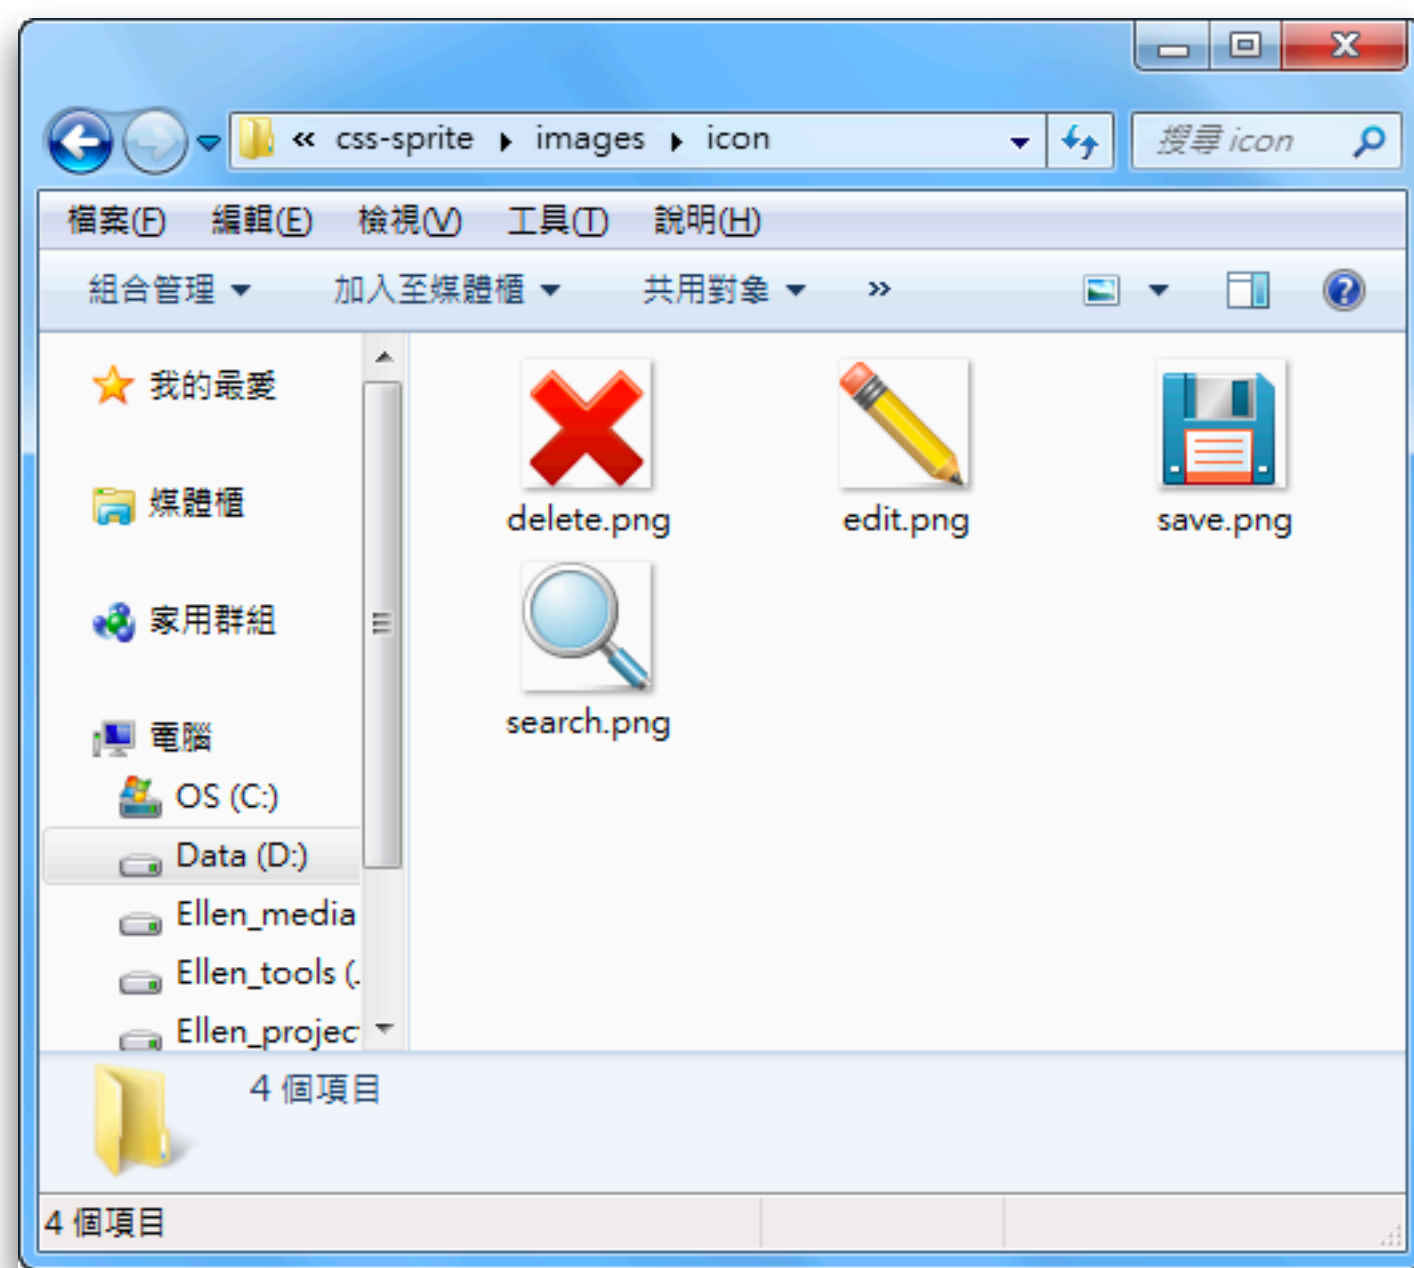 « css-sprite ▸ images ▸ icon
搜尋 icon
檔案(F) 編輯(E) 檢視(V) 工具(T) 說明(H)
組合管理 加入至媒體櫃 共用對象 »
我的最愛
媒體櫃
家用群組
電腦
OS (C:)
Data (D:)
Ellen_media
Ellen_tools (.
Ellen_projec
delete.png
edit.png
save.png
search.png
4 個項目
4 個項目